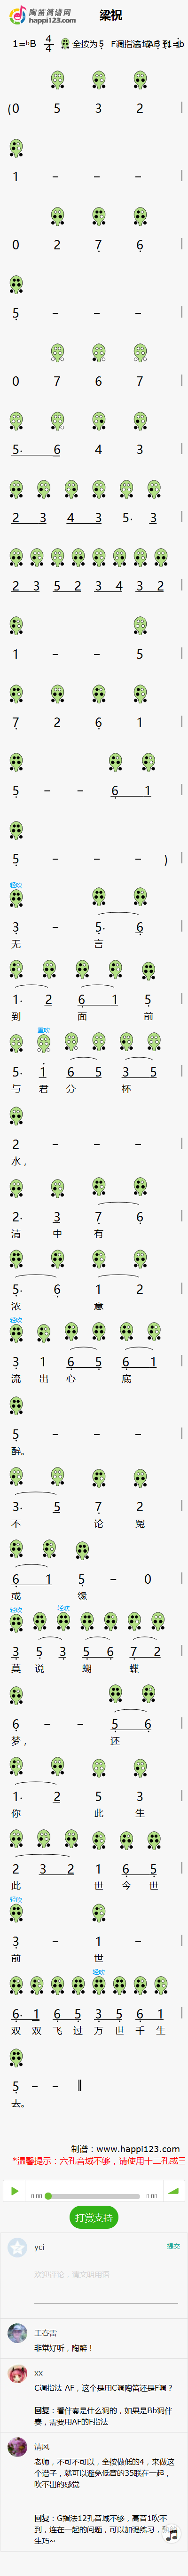 陶笛简谱网
happi123.com
梁祝
1=♭B 4/4 全按为5̣ F调指法 AF调 (1=♭
(0 5 3 2 |
1 – – – |
0 2 7̣ 6̣ |
5̣ – – – |
0 7 6 7 |
5̣· 6̣ 4 3 |
2 3 4 3 5· 3 |
2 3 5 2 3 4 3 2 |
1 – – 5 |
7̣ 2 6̣ 1 |
5̣ – – 6̣ 1 |
5̣ – – – )
轻吹
3̣ – 5̣· 6̣ |
无 言
1· 2 6̣ 1 5̣ |
到 面 前
重吹
5· 1̇ 6 5 3 5 |
与 君 分 杯
2 – – – |
水，
2· 3 7̣ 6̣ |
清 中 有
5̣· 6̣ 1 2 |
浓 意
轻吹
3̣ 1 6̣ 5̣ 6̣ 1 |
流 出 心 底
5̣ – – – |
醉。
3· 5 7̣ 2 |
不 论 冤
6̣ 1 5̣ – 0 |
或 缘
轻吹 轻吹
3̣ 5̣ 3̣ 5̣ 6̣ 7̣ 2 |
莫 说 蝴 蝶
6̣ – – 5̣ 6̣ |
梦， 还
1· 2 5 3 |
你 此 生
2 3 2 1 6̣ 5̣ |
此 世 今 世
轻吹
3̣ – 1 – |
前 世
轻吹
6̣· 1 6̣ 5̣ 3̣ 5̣ 6̣ 1 |
双 双 飞 过 万 世 千 生
5̣ – – ‖
去。
制谱：www.happi123.com
*温馨提示：六孔音域不够，请使用十二孔或三
0:00 0:00
打赏支持
yci 提交
欢迎评论，请文明用语
王春雷
非常好听，陶醉！
xx
C调指法 AF，这个是用C调陶笛还是F调？
回复：看伴奏是什么调的，如果是Bb调伴奏，需要用AF的F指法
清风
老师，不可不可以，全按做低的4，来做这个谱子，就可以避免低音的35联在一起，吹不出的感觉
回复：G指法12孔音域不够，高音1吹不到，连在一起的问题，可以加强练习，
生巧~